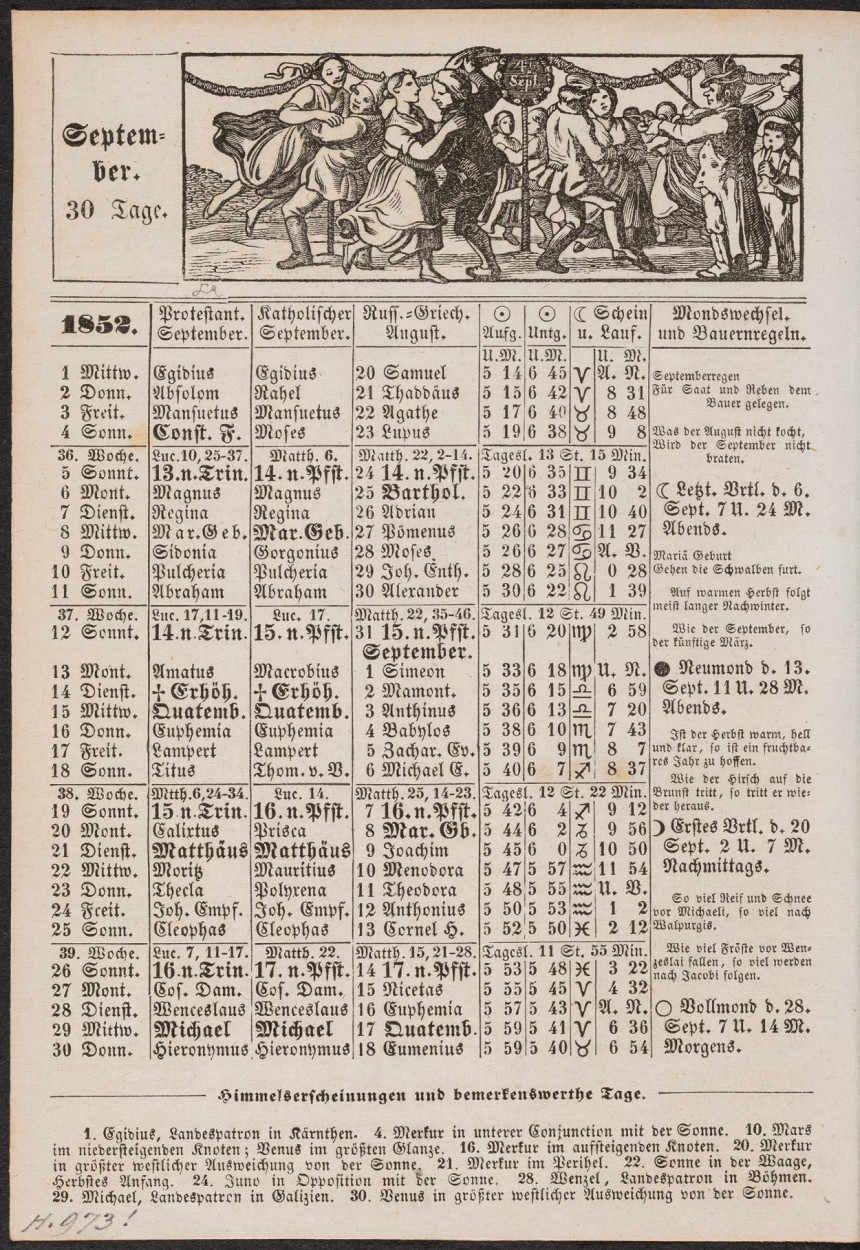 Septem-
ber.
30 Tage.
4.
Sept.
1852.
Protestant. September.
Katholischer September.
Russ.-Griech. August.
☉ Aufg.
☉ Untg.
☾ Schein u. Lauf.
Mondswechsel. und Bauernregeln.
U.M. U.M. U. M.
1 Mittw. Egidius Egidius 20 Samuel 5 14 6 45 ♈ A. N.
2 Donn. Absolom Rahel 21 Thaddäus 5 15 6 42 ♈ 8 31
3 Freit. Mansuetus Mansuetus 22 Agathe 5 17 6 40 ♉ 8 48
4 Sonn. Const. F. Moses 23 Lupus 5 19 6 38 ♉ 9 8
36. Woche. Luc.10, 25-37. Matth. 6. Matth. 22, 2-14. Tagesl. 13 St. 15 Min.
5 Sonnt. 13.n.Trin. 14. n.Pfst. 24 14. n.Pfst. 5 20 6 35 ♊ 9 34
6 Mont. Magnus Magnus 25 Barthol. 5 22 6 33 ♊ 10 2
7 Dienst. Regina Regina 26 Adrian 5 24 6 31 ♊ 10 40
8 Mittw. Mar.Geb. Mar.Geb. 27 Pömenus 5 26 6 28 ♋ 11 27
9 Donn. Sidonia Gorgonius 28 Moses 5 26 6 27 ♋ A. V.
10 Freit. Pulcheria Pulcheria 29 Joh. Enth. 5 28 6 25 ♌ 0 28
11 Sonn. Abraham Abraham 30 Alexander 5 30 6 22 ♌ 1 39
37. Woche. Luc. 17,11-19. Luc. 17. Matth. 22, 35-46. Tagesl. 12 St. 49 Min.
12 Sonnt. 14.n.Trin. 15. n.Pfst. 31 15. n.Pfst. 5 31 6 20 ♍ 2 58
September.
13 Mont. Amatus Macrobius 1 Simeon 5 33 6 18 ♍ U. N.
14 Dienst. ✝ Erhöh. ✝ Erhöh. 2 Mamont. 5 35 6 15 ♎ 6 59
15 Mittw. Quatemb. Quatemb. 3 Anthinus 5 36 6 13 ♎ 7 20
16 Donn. Euphemia Euphemia 4 Babylos 5 38 6 10 ♏ 7 43
17 Freit. Lampert Lampert 5 Zachar. Ev. 5 39 6 9 ♏ 8 7
18 Sonn. Titus Thom. v. V. 6 Michael E. 5 40 6 7 ♐ 8 37
38. Woche. Mtth.6,24-34. Luc. 14. Matth. 25, 14-23. Tagesl. 12 St. 22 Min.
19 Sonnt. 15.n.Trin. 16. n.Pfst. 7 16. n.Pfst. 5 42 6 4 ♐ 9 12
20 Mont. Calixtus Prisca 8 Mar. Gb. 5 44 6 2 ♑ 9 56
21 Dienst. Matthäus Matthäus 9 Joachim 5 45 6 0 ♑ 10 50
22 Mittw. Moritz Mauritius 10 Menodora 5 47 5 57 ♒ 11 54
23 Donn. Thecla Polyxena 11 Theodora 5 48 5 55 ♒ U. V.
24 Freit. Joh. Empf. Joh. Empf. 12 Anthonius 5 50 5 53 ♒ 1 2
25 Sonn. Cleophas Cleophas 13 Cornel H. 5 52 5 50 ♓ 2 12
39. Woche. Luc. 7, 11-17. Matth. 22. Matth. 15, 21-28. Tagesl. 11 St. 55 Min.
26 Sonnt. 16.n.Trin. 17. n.Pfst. 14 17. n.Pfst. 5 53 5 48 ♓ 3 22
27 Mont. Cos. Dam. Cos. Dam. 15 Nicetas 5 55 5 45 ♈ 4 32
28 Dienst. Wenceslaus Wenceslaus 16 Euphemia 5 57 5 43 ♈ A. N.
29 Mittw. Michael Michael 17 Quatemb. 5 59 5 41 ♈ 6 36
30 Donn. Hieronymus Hieronymus 18 Eumenius 5 59 5 40 ♉ 6 54
Septemberregen
Für Saat und Reben dem
Bauer gelegen.
Was der August nicht kocht,
Wird der September nicht
braten.
☾ Letzt. Vrtl. d. 6.
Sept. 7 U. 24 M.
Abends.
Mariä Geburt
Gehen die Schwalben furt.
Auf warmen Herbst folgt
meist langer Nachwinter.
Wie der September, so
der künftige März.
● Neumond d. 13.
Sept. 11 U. 28 M.
Abends.
Ist der Herbst warm, hell
und klar, so ist ein fruchtba-
res Jahr zu hoffen.
Wie der Hirsch auf die
Brunst tritt, so tritt er wie-
der heraus.
☽ Erstes Vrtl. d. 20
Sept. 2 U. 7 M.
Nachmittags.
So viel Reif und Schnee
vor Michaeli, so viel nach
Walpurgis.
Wie viel Fröste vor Wen-
zeslai fallen, so viel werden
nach Jacobi folgen.
○ Vollmond d. 28.
Sept. 7 U. 14 M.
Morgens.
Himmelserscheinungen und bemerkenswerthe Tage.
1. Egidius, Landespatron in Kärnthen. 4. Merkur in unterer Conjunction mit der Sonne. 10. Mars
im niedersteigenden Knoten; Venus im größten Glanze. 16. Merkur im aufsteigenden Knoten. 20. Merkur
in größter westlicher Ausweichung von der Sonne. 21. Merkur im Perihel. 22. Sonne in der Waage,
Herbstes Anfang. 24. Juno in Opposition mit der Sonne. 28. Wenzel, Landespatron in Böhmen.
29. Michael, Landespatron in Galizien. 30. Venus in größter westlicher Ausweichung von der Sonne.
H. 973!